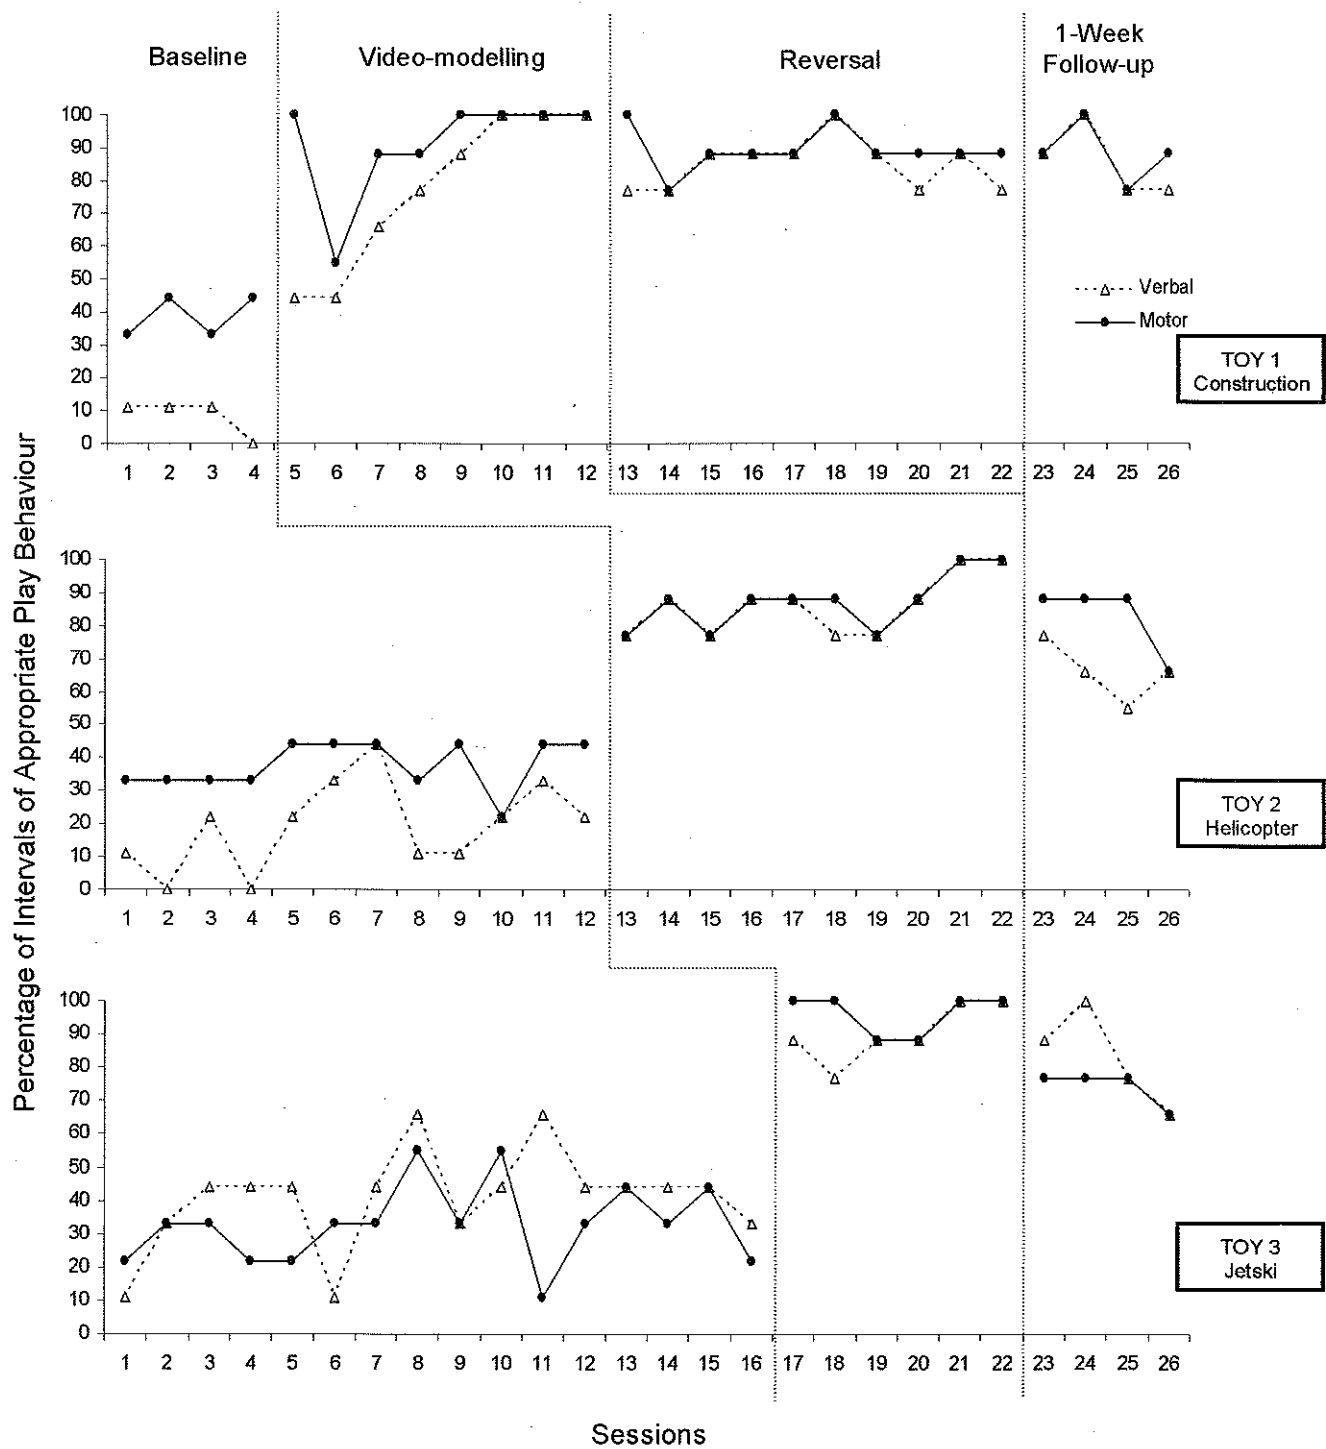 Baseline
Video-modelling
Reversal
1-Week
Follow-up
Percentage of Intervals of Appropriate Play Behaviour
100
90
80
70
60
50
40
30
20
10
0
Verbal
Motor
TOY 1
Construction
1 2 3 4 5 6 7 8 9 10 11 12 13 14 15 16 17 18 19 20 21 22 23 24 25 26
100
90
80
70
60
50
40
30
20
10
0
TOY 2
Helicopter
1 2 3 4 5 6 7 8 9 10 11 12 13 14 15 16 17 18 19 20 21 22 23 24 25 26
100
90
80
70
60
50
40
30
20
10
0
TOY 3
Jetski
1 2 3 4 5 6 7 8 9 10 11 12 13 14 15 16 17 18 19 20 21 22 23 24 25 26
Sessions